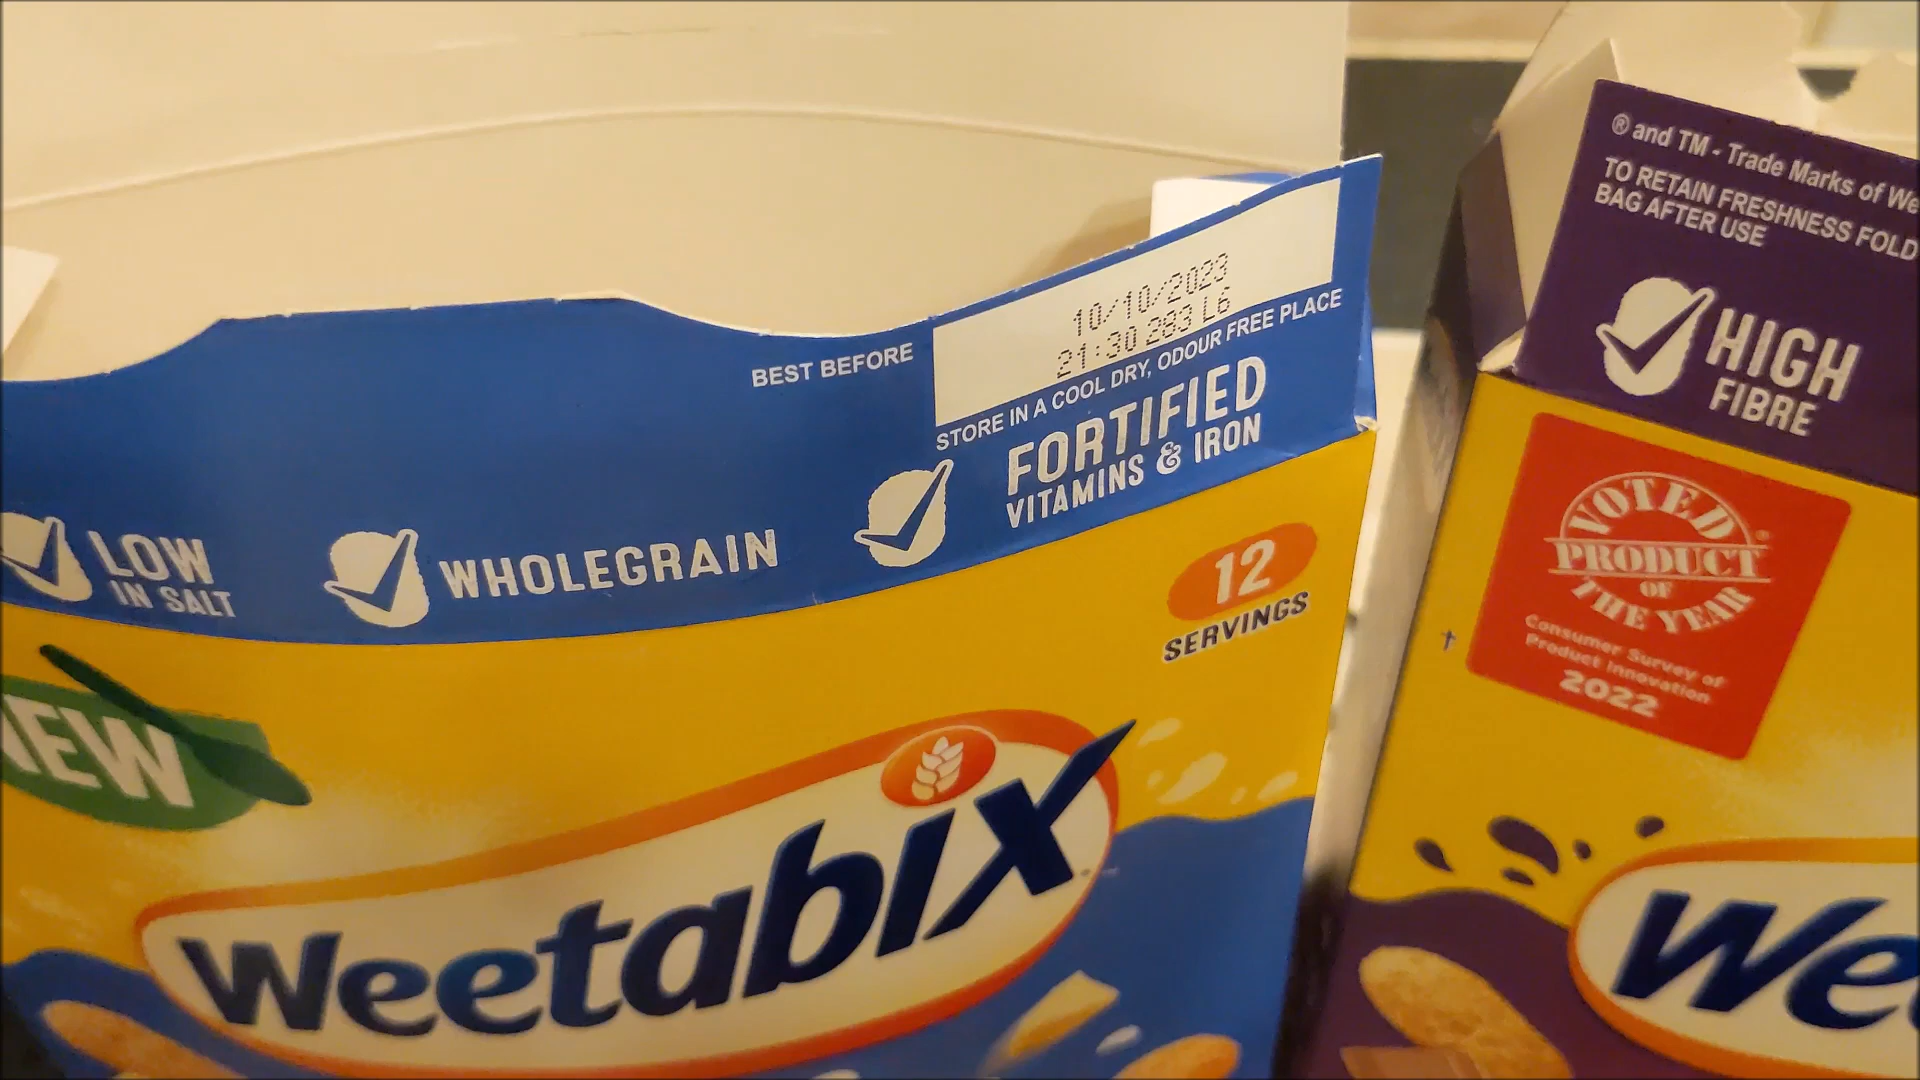 10/10/2023
21:30 283 L6
BEST BEFORE
STORE IN A COOL DRY, ODOUR FREE PLACE
LOW
IN SALT
WHOLEGRAIN
FORTIFIED
VITAMINS & IRON
12
SERVINGS
NEW
Weetabix
® and TM - Trade Marks of We
TO RETAIN FRESHNESS FOLD
BAG AFTER USE
HIGH
FIBRE
VOTED
PRODUCT
OF
THE YEAR
Consumer Survey of
Product Innovation
2022
†
We